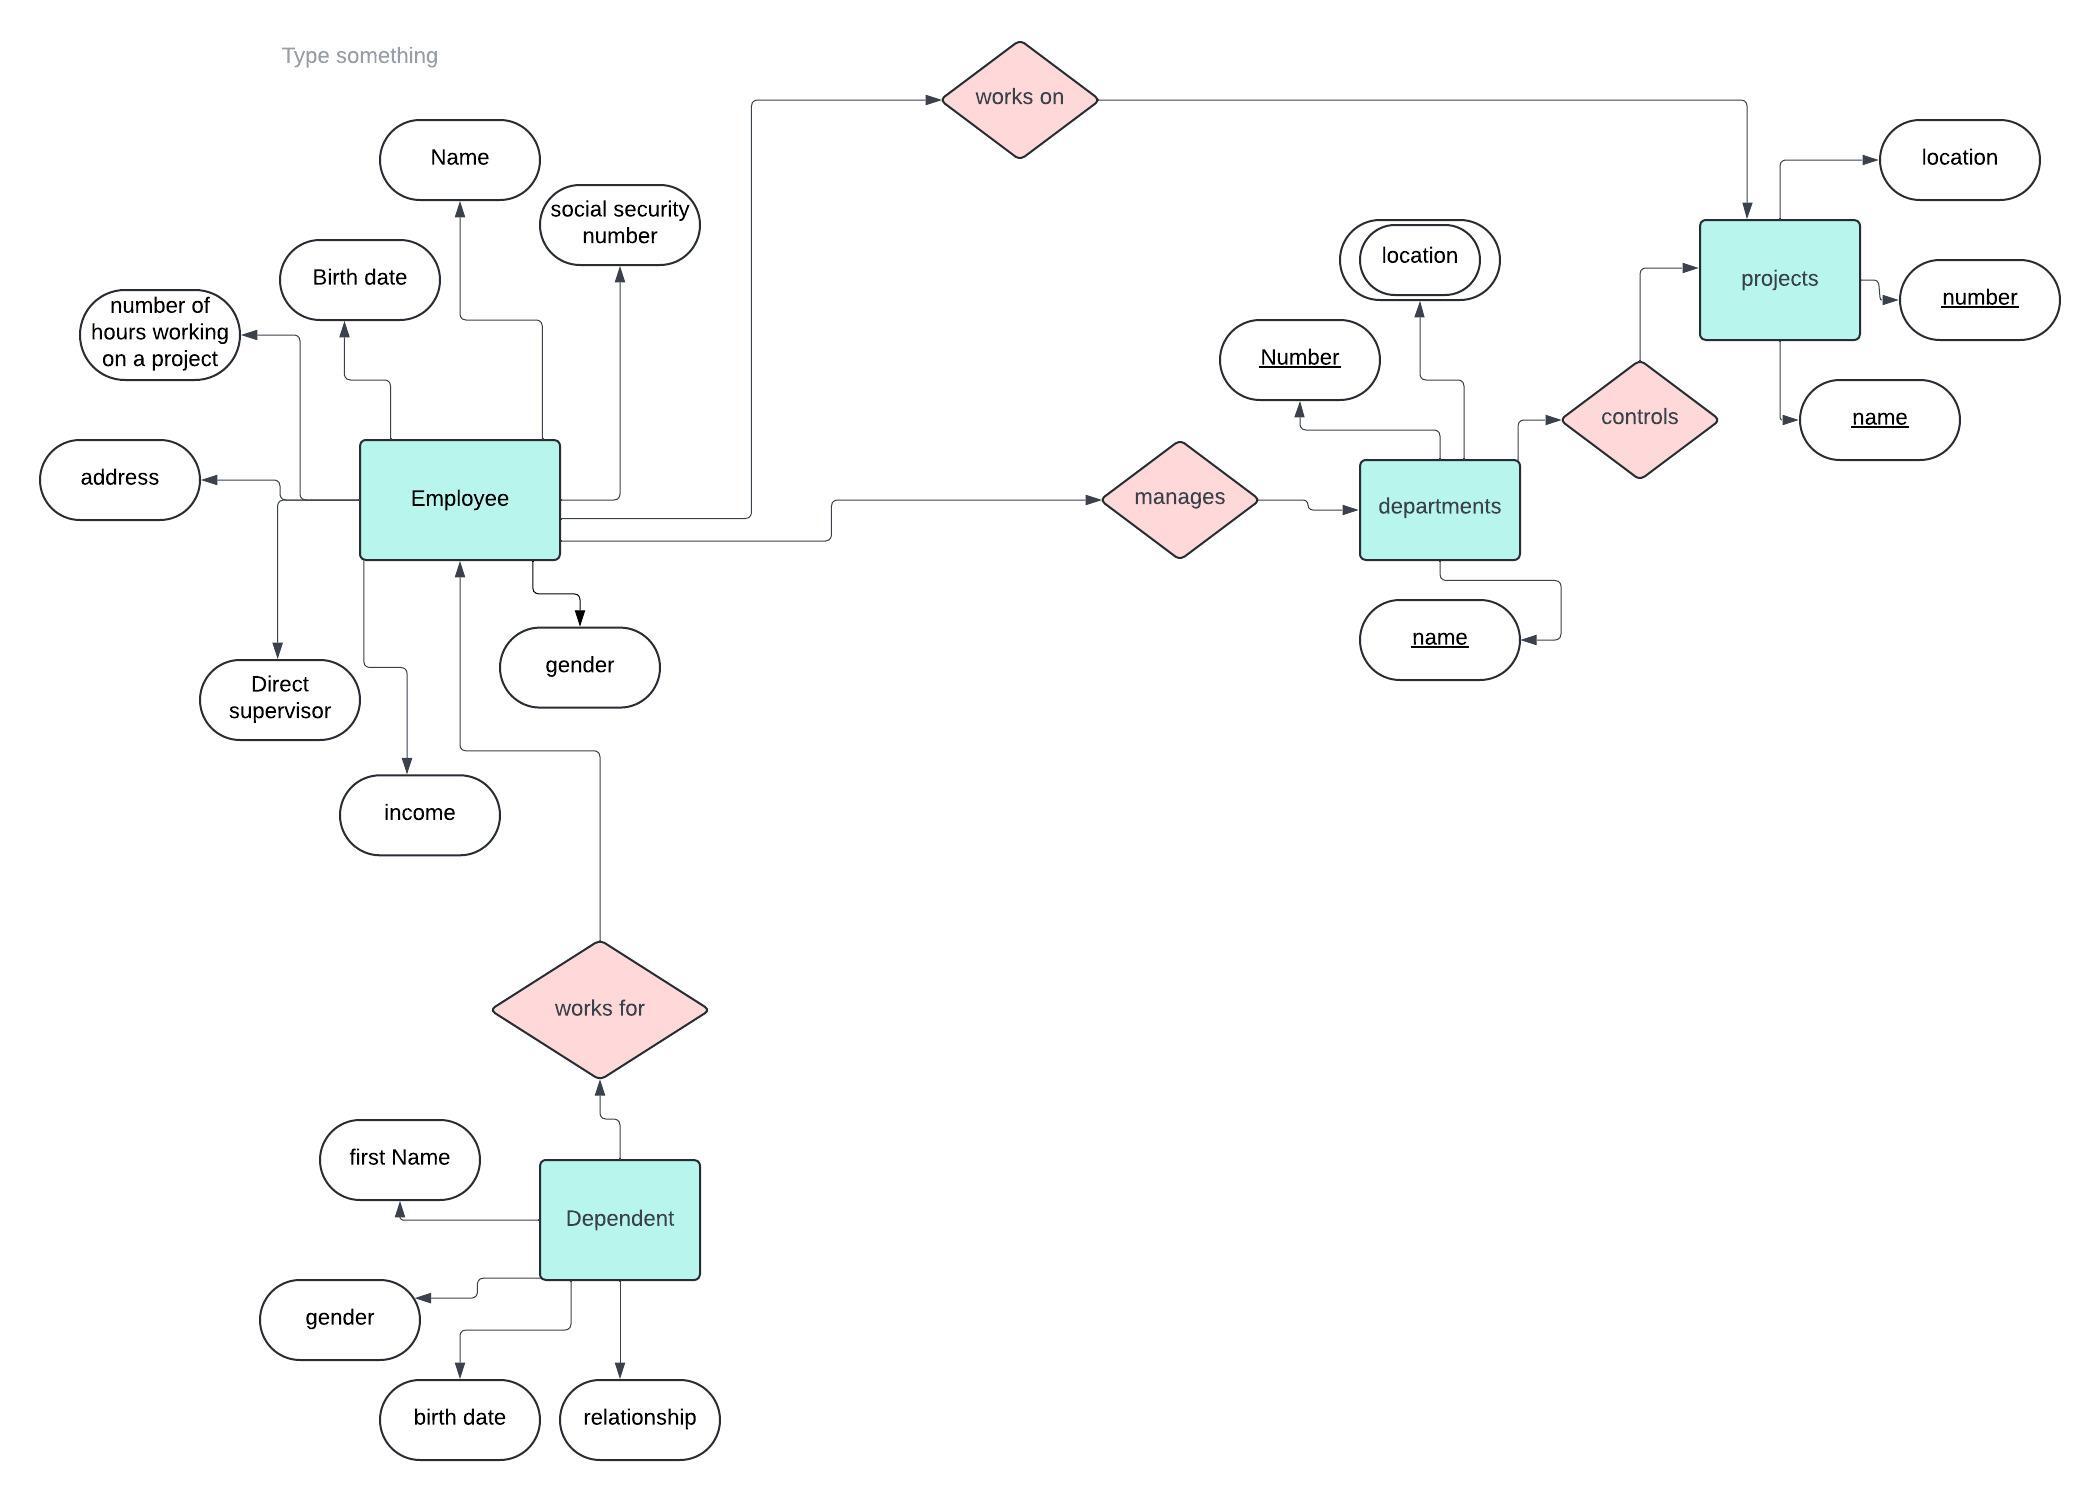 Type something
works on
Name
location
social security
number
location
Birth date
projects
number
number of
hours working
on a project
Number
controls
name
address
Employee
manages
departments
name
gender
Direct
supervisor
income
works for
first Name
Dependent
gender
birth date
relationship